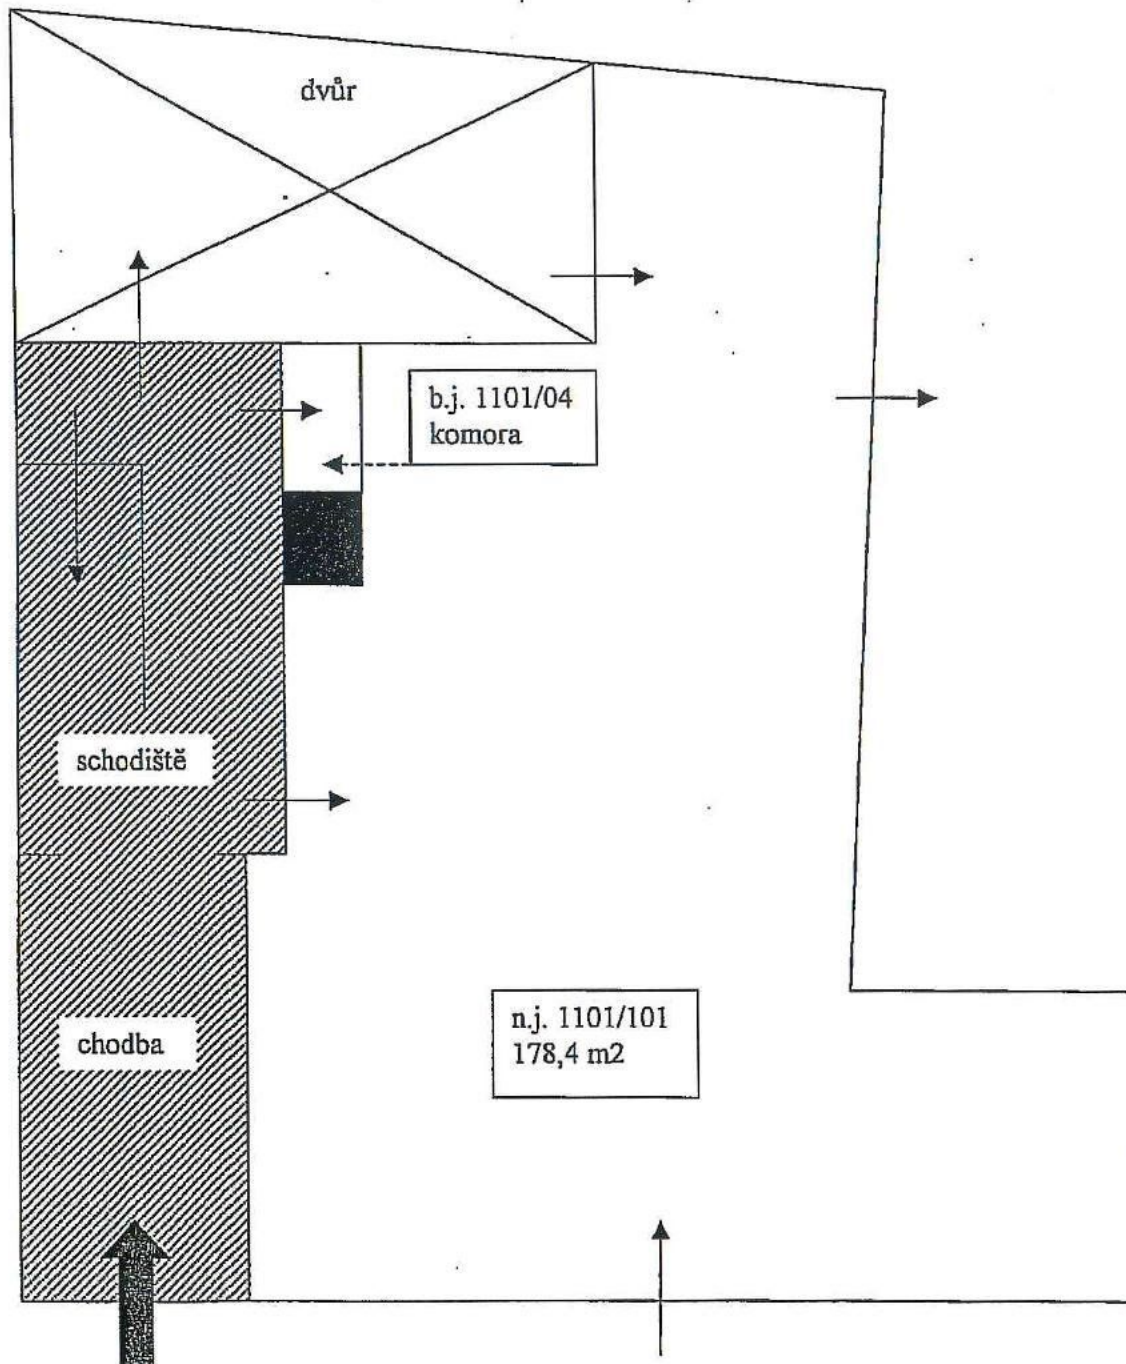 dvůr
b.j. 1101/04
komora
schodiště
chodba
n.j. 1101/101
178,4 m2